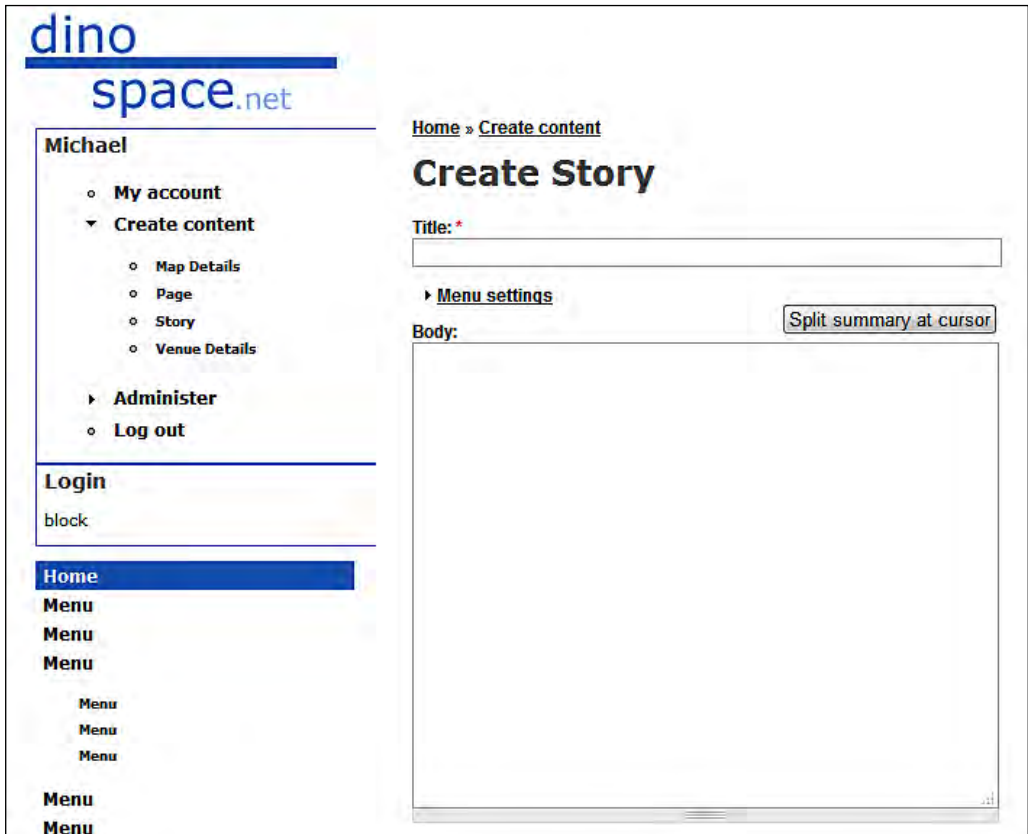 dino
space.net
Michael
My account
Create content
Map Details
Page
Story
Venue Details
Administer
Log out
Login
block
Home
Menu
Menu
Menu
Menu
Menu
Menu
Menu
Menu
Home » Create content
Create Story
Title: *
Menu settings
Split summary at cursor
Body: